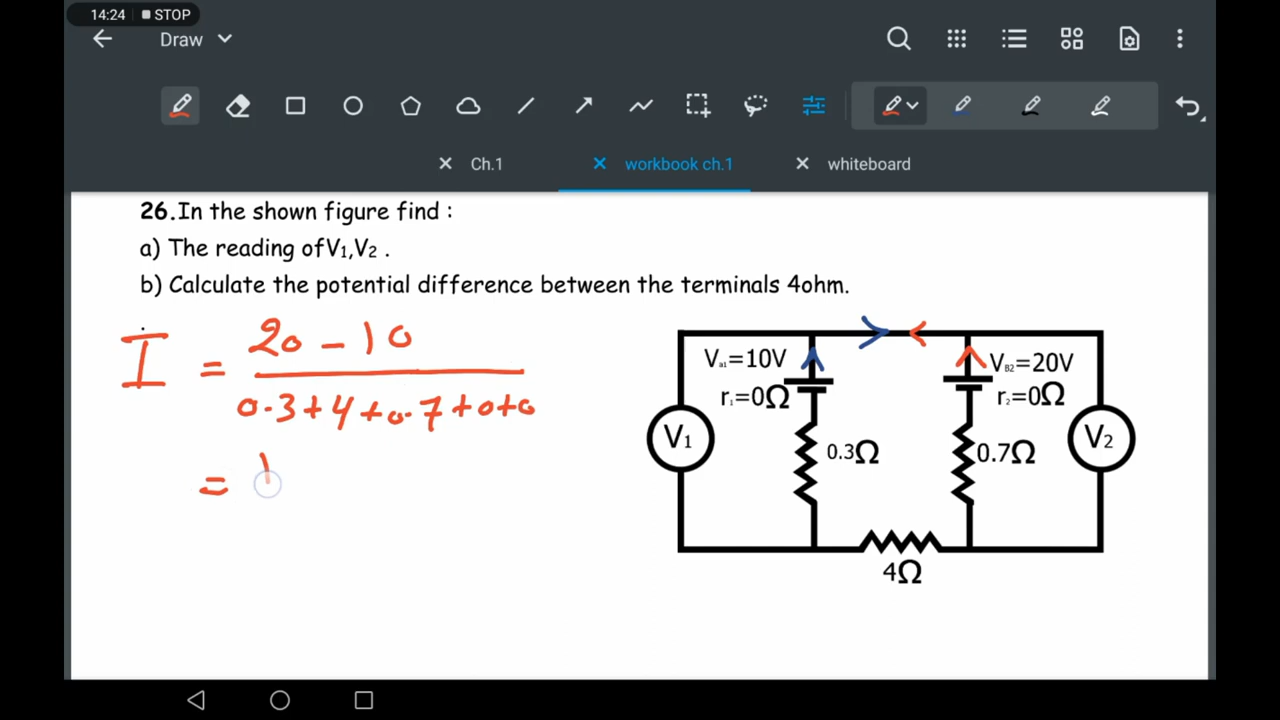 14:24 STOP
Draw
Ch.1
workbook ch.1
whiteboard
26.In the shown figure find :
a) The reading ofV1,V2 .
b) Calculate the potential difference between the terminals 4ohm.
I = 20 - 10
0.3+4+0.7+0+0
= 1
VB1=10V
r1=0Ω
VB2=20V
r2=0Ω
V1
0.3Ω
0.7Ω
V2
4Ω